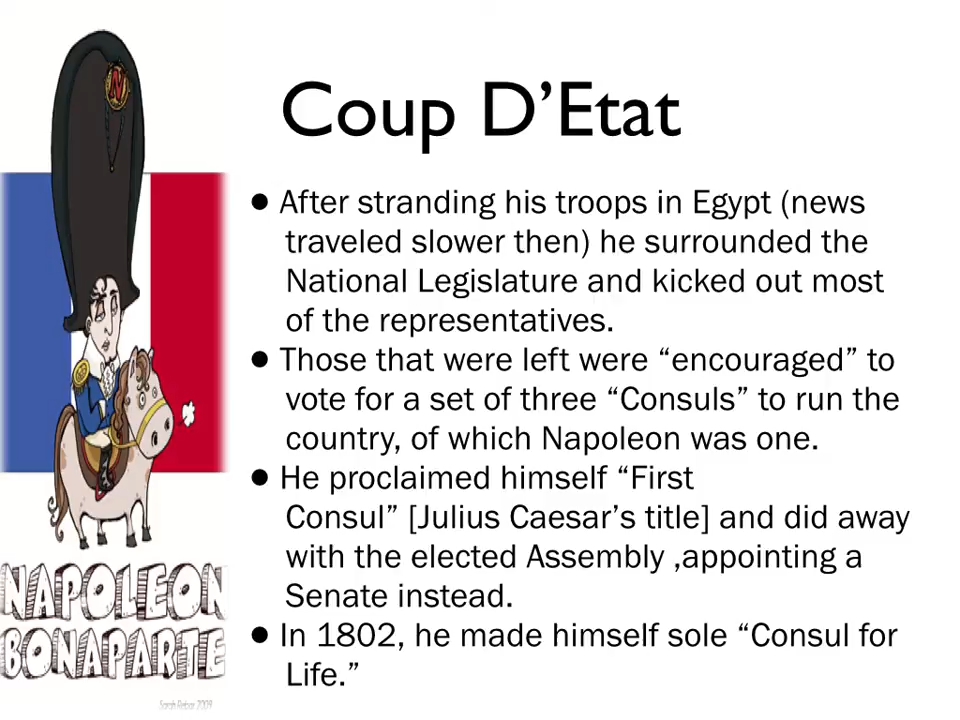 N
Coup D’Etat
• After stranding his troops in Egypt (news
traveled slower then) he surrounded the
National Legislature and kicked out most
of the representatives.
• Those that were left were “encouraged” to
vote for a set of three “Consuls” to run the
country, of which Napoleon was one.
• He proclaimed himself “First
Consul” [Julius Caesar’s title] and did away
with the elected Assembly ,appointing a
Senate instead.
• In 1802, he made himself sole “Consul for
Life.”
NAPOLEON
BONAPARTE
Sarah Rebar 2009